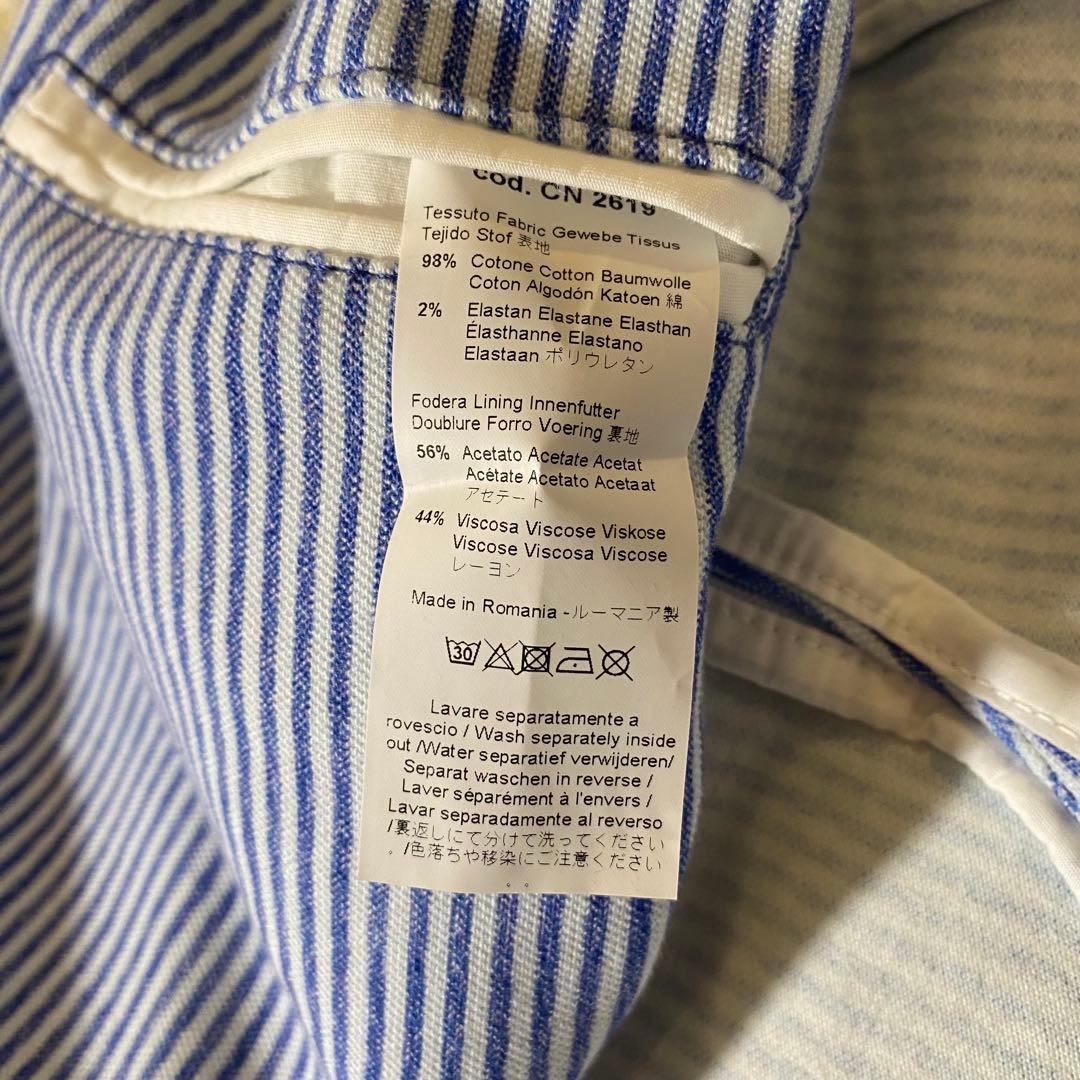 cod. CN 2619
Tessuto Fabric Gewebe Tissus
Tejido Stof 表地
98% Cotone Cotton Baumwolle
Coton Algodón Katoen 綿
2% Elastan Elastane Elasthan
Élasthanne Elastano
Elastaan ポリウレタン
Fodera Lining Innenfutter
Doublure Forro Voering 裏地
56% Acetato Acetate Acetat
Acétate Acetato Acetaat
アセテート
44% Viscosa Viscose Viskose
Viscose Viscosa Viscose
レーヨン
Made in Romania -ルーマニア製
30
Lavare separatamente a
rovescio / Wash separately inside
out /Water separatief verwijderen/
Separat waschen in reverse /
Laver séparément à l'envers /
Lavar separadamente al reverso
/裏返しにて分けて洗ってください
。/色落ちや移染にご注意ください
。。